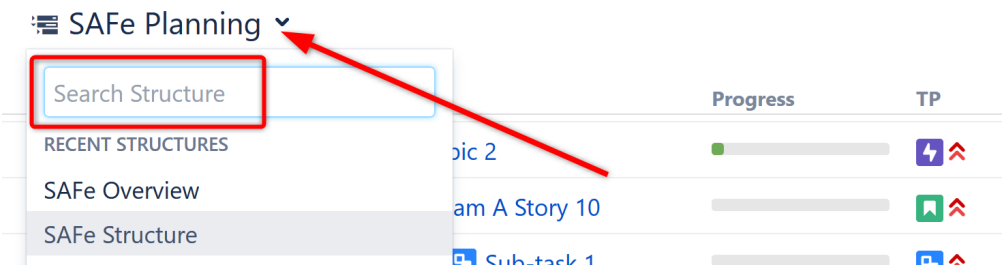 SAFe Planning
Search Structure
Progress
TP
RECENT STRUCTURES
pic 2
SAFe Overview
am A Story 10
SAFe Structure
Sub-task 1